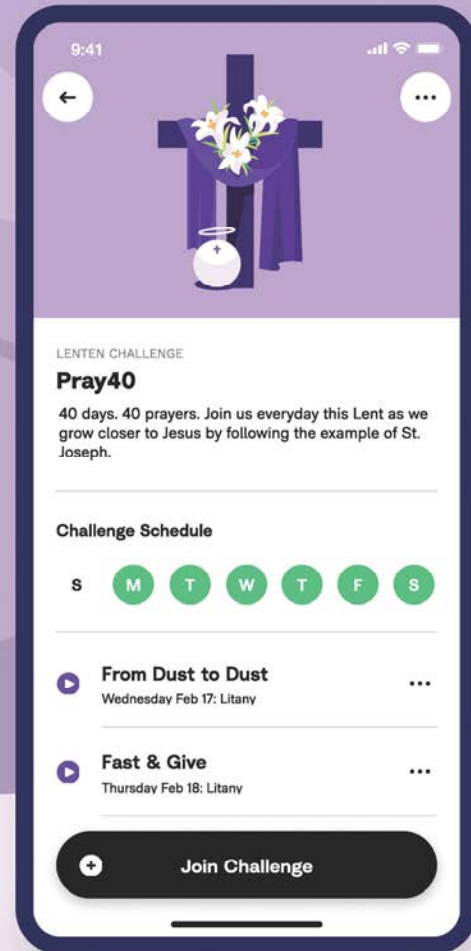 9:41
LENTEN CHALLENGE
Pray40
40 days. 40 prayers. Join us everyday this Lent as we
grow closer to Jesus by following the example of St.
Joseph.
Challenge Schedule
S M T W T F S
From Dust to Dust
Wednesday Feb 17: Litany
Fast & Give
Thursday Feb 18: Litany
Join Challenge